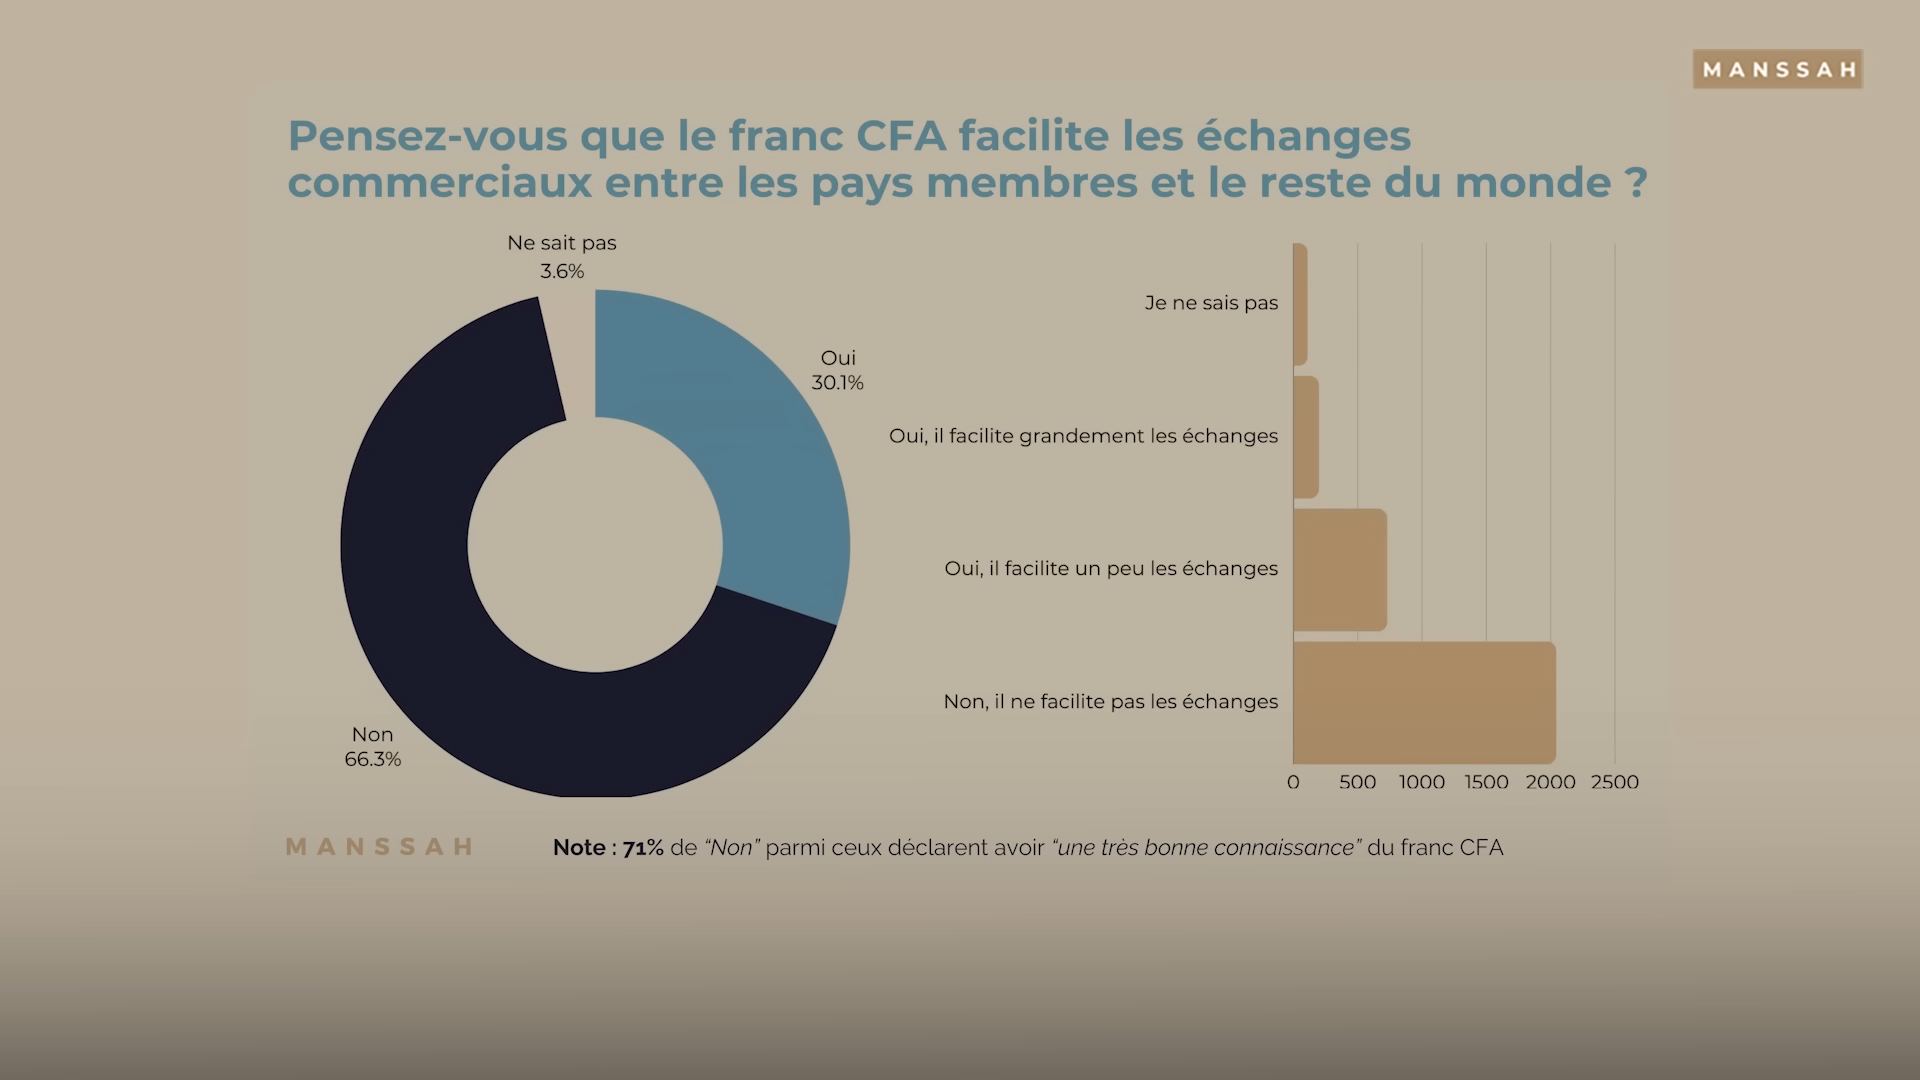 MANSSAH
Pensez-vous que le franc CFA facilite les échanges
commerciaux entre les pays membres et le reste du monde ?
Ne sait pas
3.6%
Oui
30.1%
Non
66.3%
Je ne sais pas
Oui, il facilite grandement les échanges
Oui, il facilite un peu les échanges
Non, il ne facilite pas les échanges
0 500 1000 1500 2000 2500
MANSSAH
Note : 71% de “Non” parmi ceux déclarent avoir “une très bonne connaissance” du franc CFA